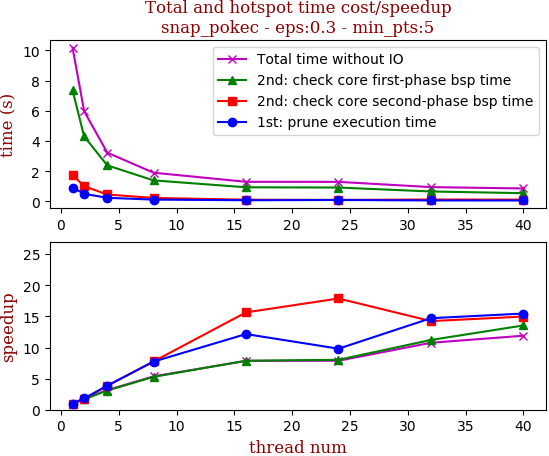 Total and hotspot time cost/speedup
snap_pokec - eps:0.3 - min_pts:5
time (s)
10
8
6
4
2
0
Total time without IO
2nd: check core first-phase bsp time
2nd: check core second-phase bsp time
1st: prune execution time
0 5 10 15 20 25 30 35 40
speedup
25
20
15
10
5
0
0 5 10 15 20 25 30 35 40
thread num